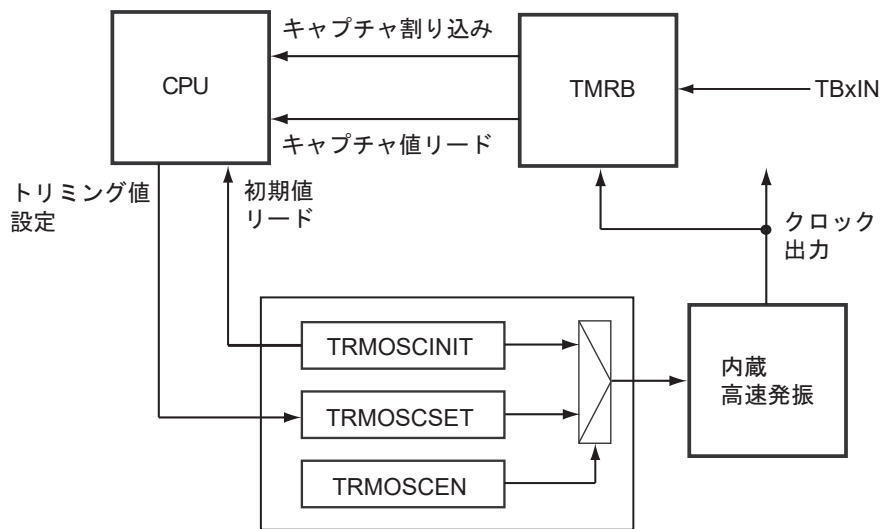 キャプチャ割り込み
CPU
TMRB
TBxIN
キャプチャ値リード
トリミング値
設定
初期値
リード
クロック
出力
TRMOSCINIT
TRMOSCSET
TRMOSCEN
内蔵
高速発振